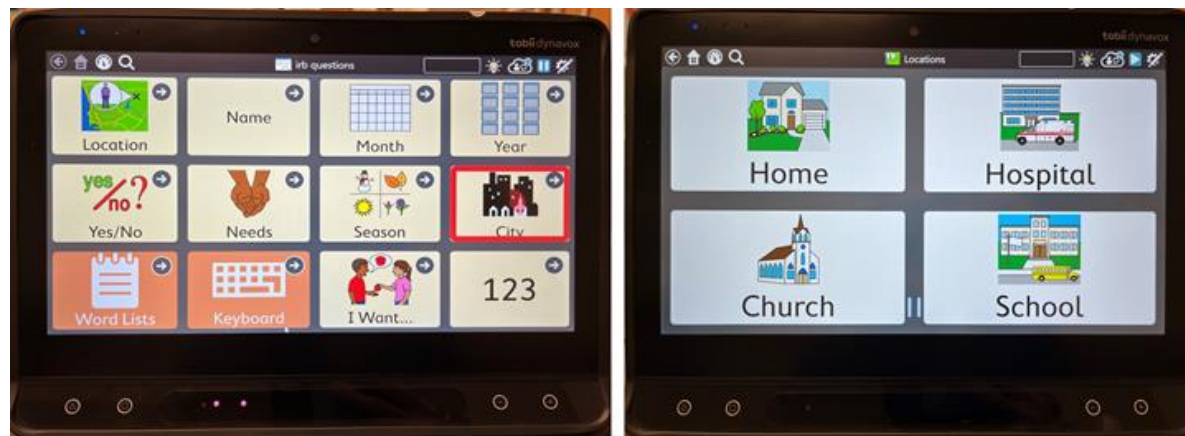 tobii dynavox
irb questions
Location
Name
Month
Year
yes/no?
Yes/No
Needs
Season
City
Word Lists
Keyboard
I Want...
123
tobii dynavox
Locations
Home
Hospital
Church
School